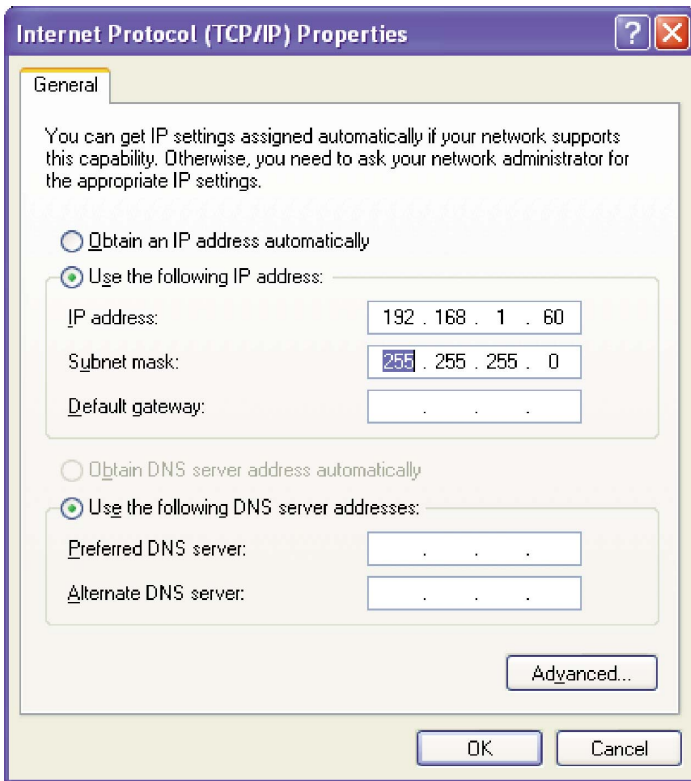 Internet Protocol (TCP/IP) Properties
General
You can get IP settings assigned automatically if your network supports
this capability. Otherwise, you need to ask your network administrator for
the appropriate IP settings.
Obtain an IP address automatically
Use the following IP address:
IP address: 192 . 168 . 1 . 60
Subnet mask: 255 . 255 . 255 . 0
Default gateway: . . .
Obtain DNS server address automatically
Use the following DNS server addresses:
Preferred DNS server: . . .
Alternate DNS server: . . .
Advanced...
OK Cancel